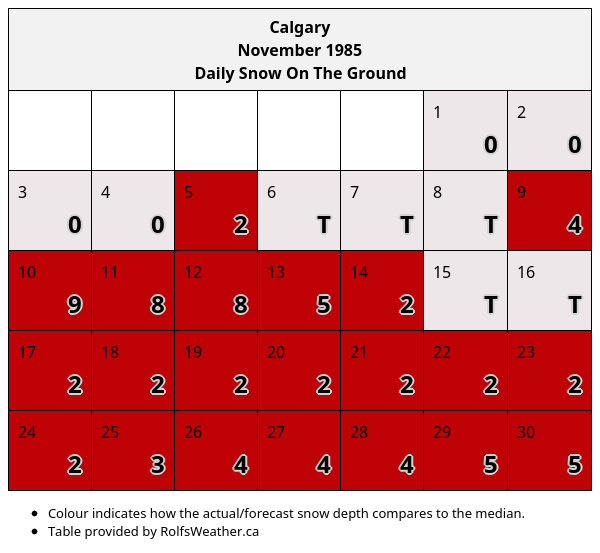 Calgary
November 1985
Daily Snow On The Ground
1 2
0 0
3 4 5 6 7 8 9
0 0 2 T T T 4
10 11 12 13 14 15 16
9 8 8 5 2 T T
17 18 19 20 21 22 23
2 2 2 2 2 2 2
24 25 26 27 28 29 30
2 3 4 4 4 5 5
• Colour indicates how the actual/forecast snow depth compares to the median.
• Table provided by RolfsWeather.ca